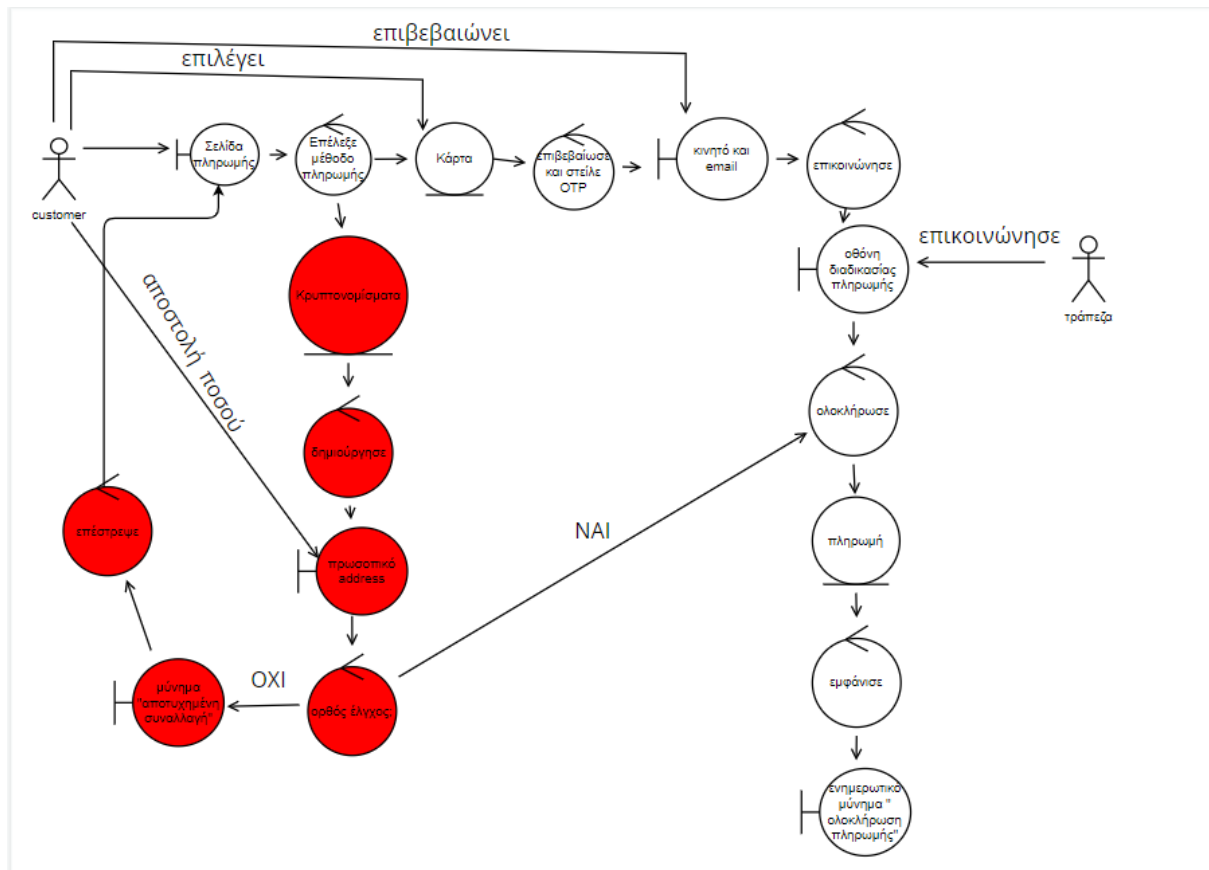 επιβεβαιώνει
επιλέγει
customer
Σελίδα
πληρωμής
Επέλεξε
μέθοδο
πληρωμής
Κάρτα
επιβεβαίωσε
και στείλε
OTP
κινητό και
email
επικοινώνησε
οθόνη
διαδικασίας
πληρωμής
επικοινώνησε
τράπεζα
Κρυπτονομίσματα
αποστολή ποσού
δημιούργησε
ολοκλήρωσε
επέστρεψε
πρωσοπικό
address
ΝΑΙ
πληρωμή
μύνημα
"αποτυχημένη
συναλλαγή"
ΟΧΙ
ορθός έλγχος;
εμφάνισε
ενημερωτικο
μύνημα "
ολοκλήρωση
πληρωμής"